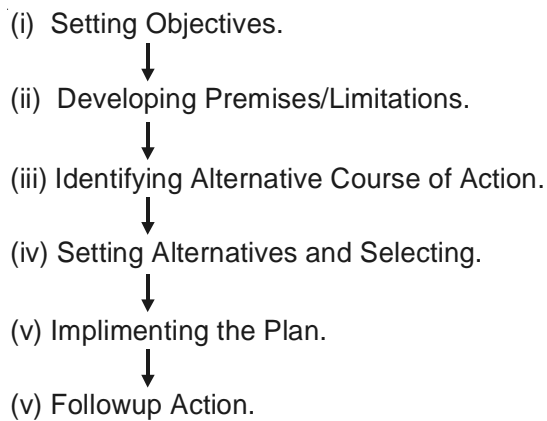 (i) Setting Objectives.
(ii) Developing Premises/Limitations.
(iii) Identifying Alternative Course of Action.
(iv) Setting Alternatives and Selecting.
(v) Implimenting the Plan.
(v) Followup Action.